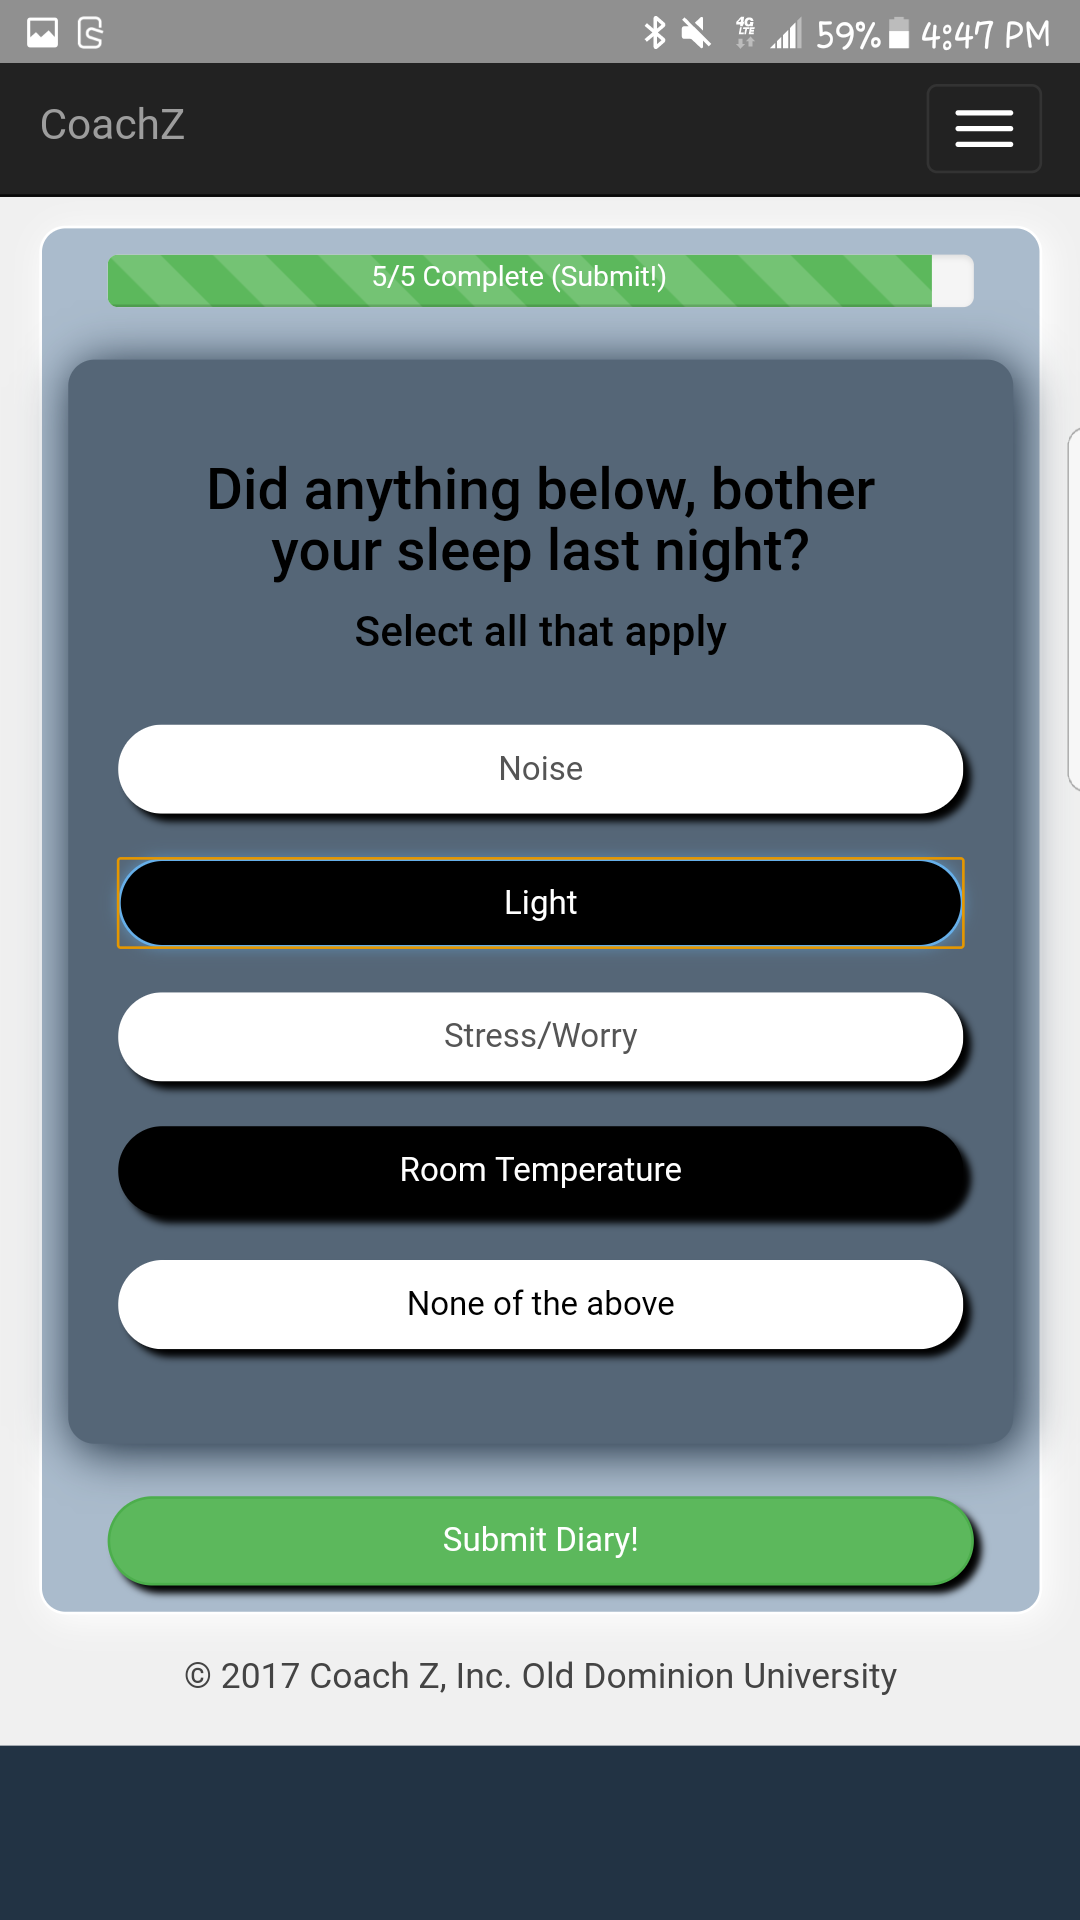 4G LTE 59% 4:47 PM
CoachZ
5/5 Complete (Submit!)
Did anything below, bother
your sleep last night?
Select all that apply
Noise
Light
Stress/Worry
Room Temperature
None of the above
Submit Diary!
© 2017 Coach Z, Inc. Old Dominion University